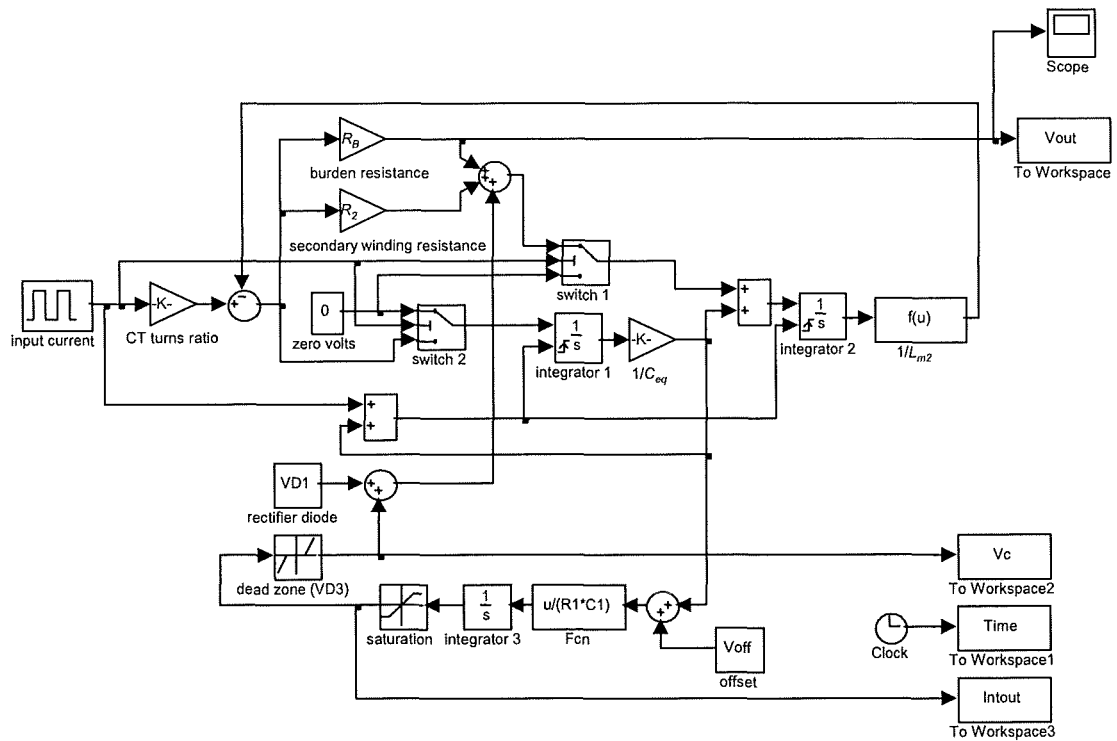 Scope
Vout
To Workspace
R_B
burden resistance
+
+
+
R_2
secondary winding resistance
switch 1
input current
-K-
CT turns ratio
+
−
0
zero volts
switch 2
1
s
integrator 1
-K-
1/C_eq
+
+
1
s
integrator 2
f(u)
1/L_m2
+
+
VD1
rectifier diode
+
+
dead zone (VD3)
Vc
To Workspace2
saturation
1
s
integrator 3
u/(R1*C1)
Fcn
+
+
Voff
offset
Clock
Time
To Workspace1
Intout
To Workspace3